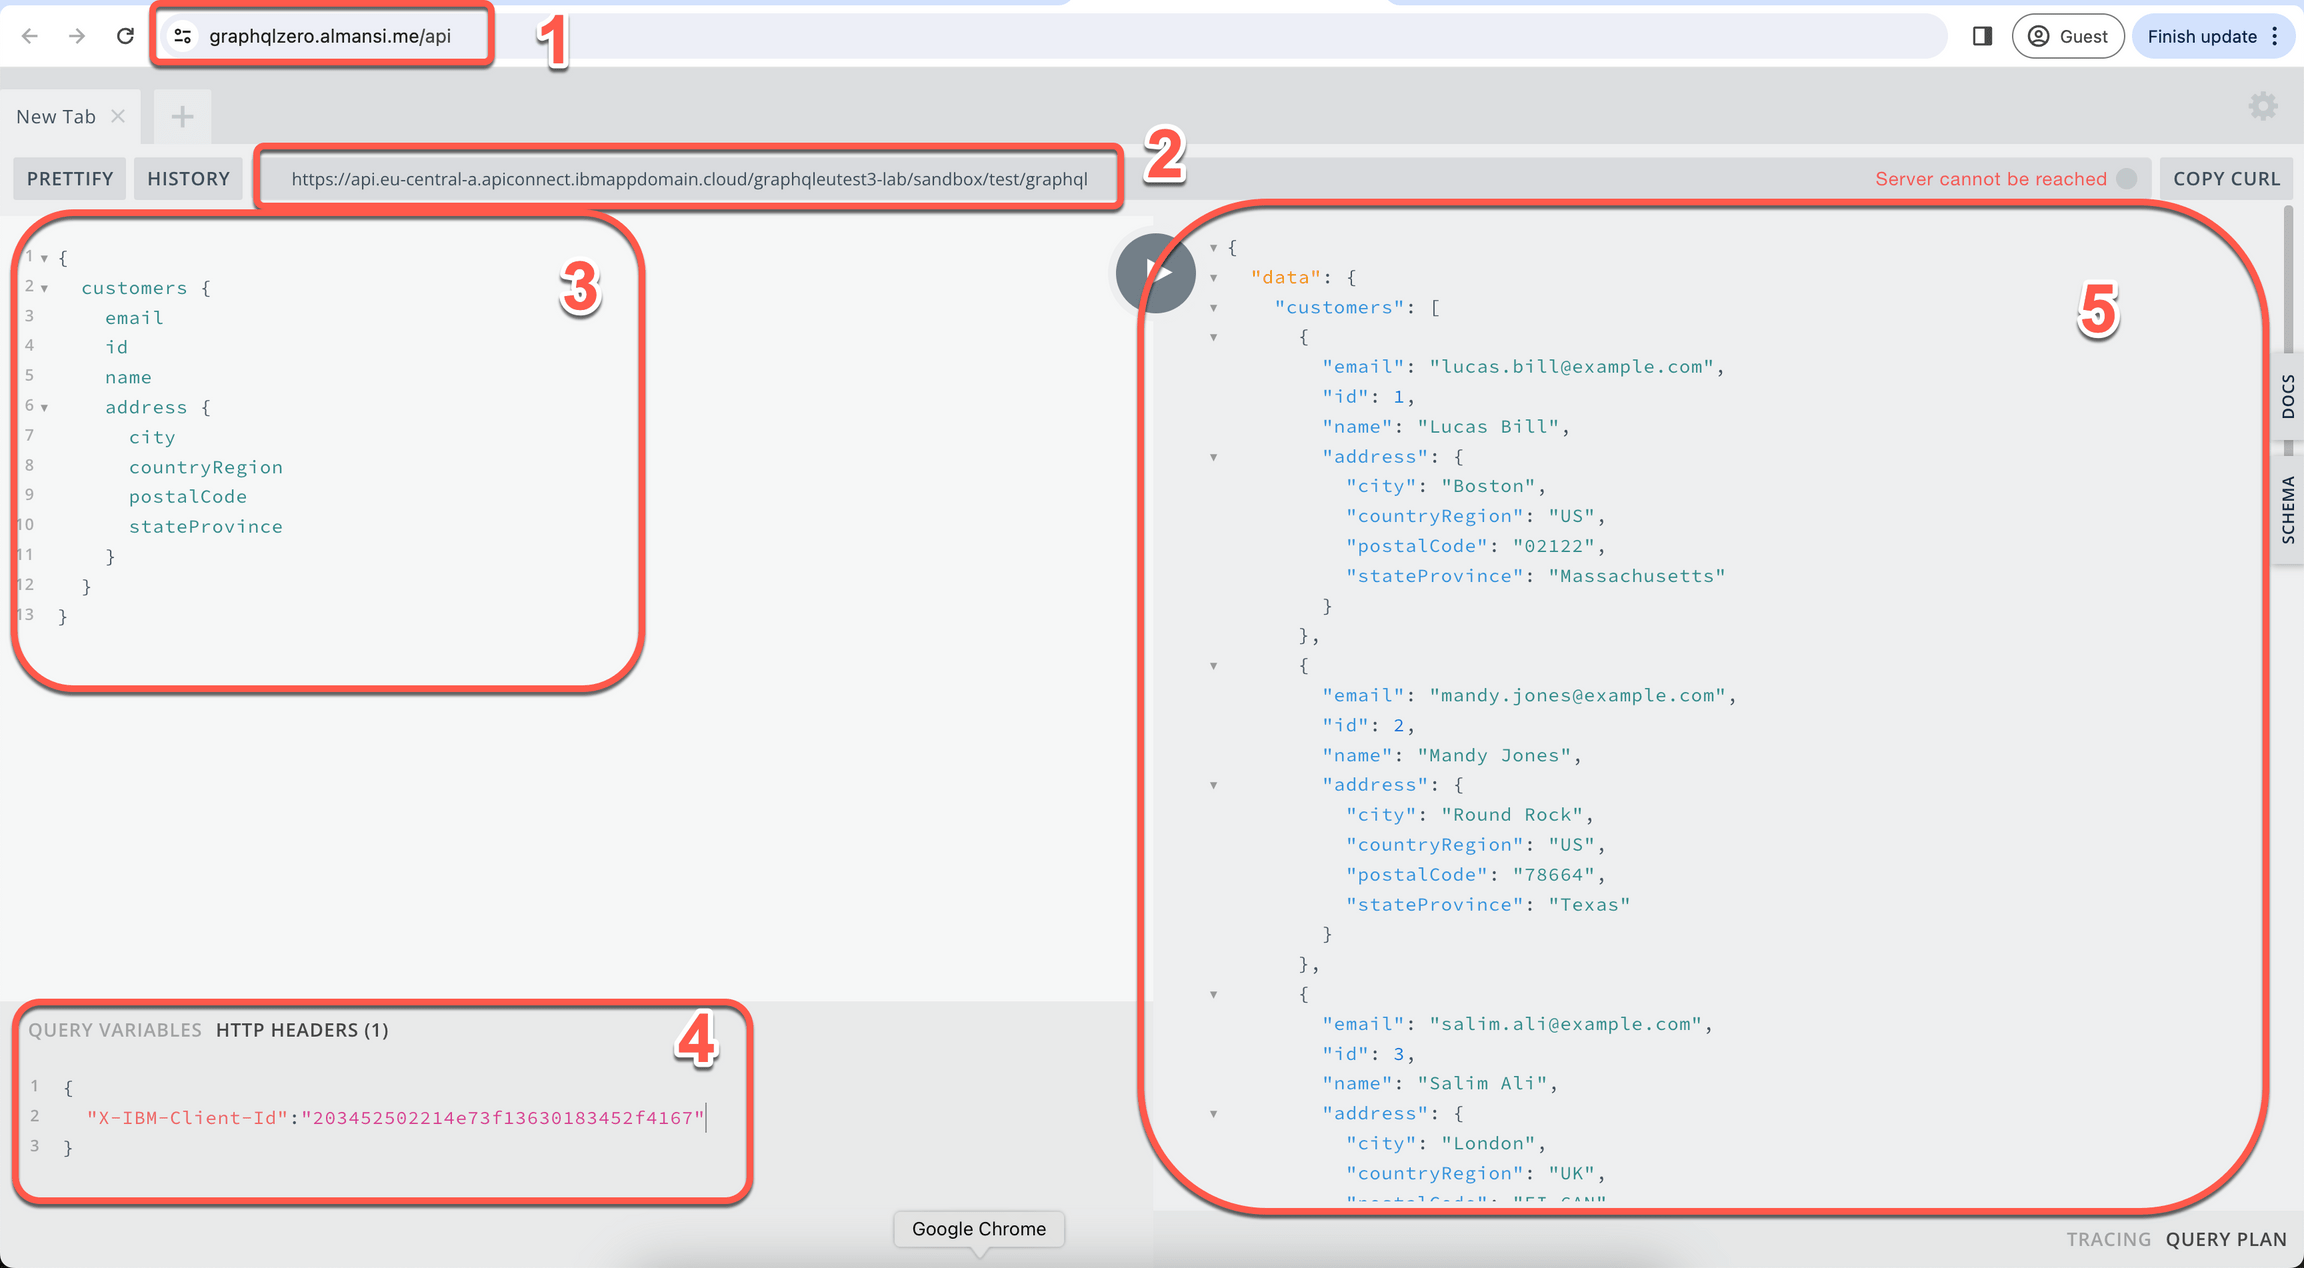 graphqlzero.almansi.me/api
1
Guest
Finish update
New Tab
PRETTIFY
HISTORY
https://api.eu-central-a.apiconnect.ibmappdomain.cloud/graphqleutest3-lab/sandbox/test/graphql
2
Server cannot be reached
COPY CURL
3
1 {
2 customers {
3 email
4 id
5 name
6 address {
7 city
8 countryRegion
9 postalCode
10 stateProvince
11 }
12 }
13 }
4
QUERY VARIABLES HTTP HEADERS (1)
1 {
2 "X-IBM-Client-Id":"203452502214e73f13630183452f4167"
3 }
5
{
"data": {
"customers": [
{
"email": "lucas.bill@example.com",
"id": 1,
"name": "Lucas Bill",
"address": {
"city": "Boston",
"countryRegion": "US",
"postalCode": "02122",
"stateProvince": "Massachusetts"
}
},
{
"email": "mandy.jones@example.com",
"id": 2,
"name": "Mandy Jones",
"address": {
"city": "Round Rock",
"countryRegion": "US",
"postalCode": "78664",
"stateProvince": "Texas"
}
},
{
"email": "salim.ali@example.com",
"id": 3,
"name": "Salim Ali",
"address": {
"city": "London",
"countryRegion": "UK",
DOCS
SCHEMA
Google Chrome
TRACING QUERY PLAN